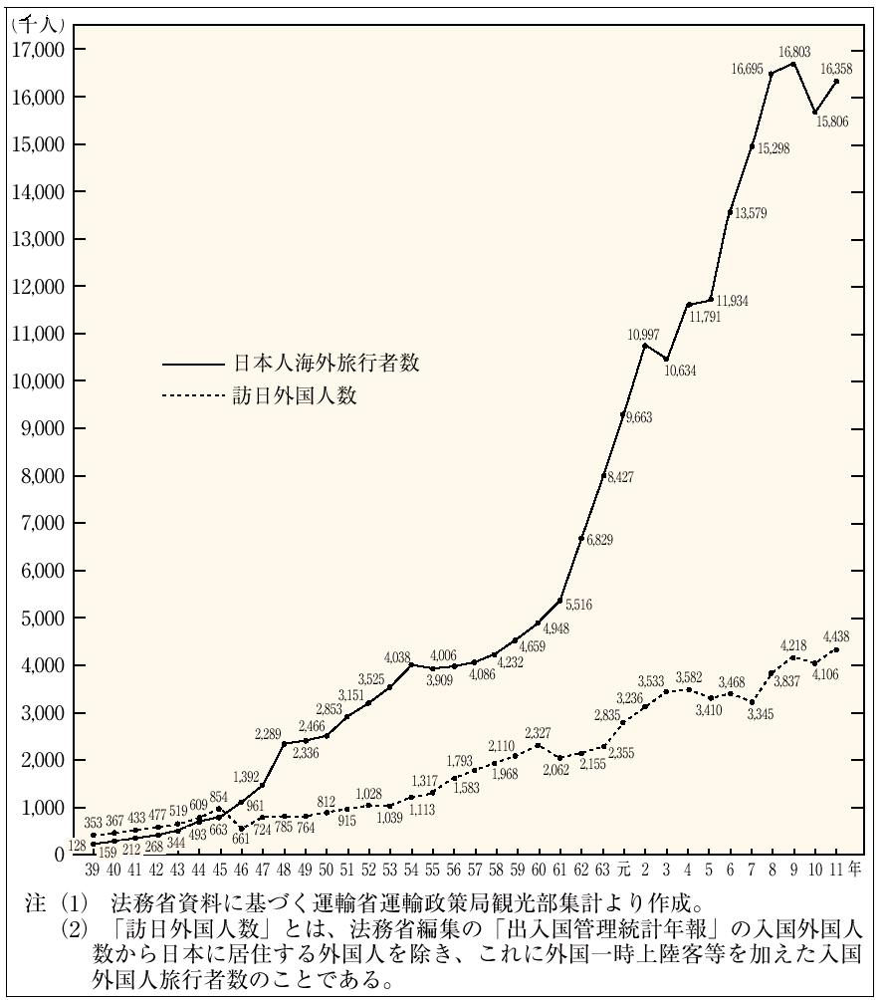 (千人)
17,000
16,000
15,000
14,000
13,000
12,000
11,000
10,000
9,000
8,000
7,000
6,000
5,000
4,000
3,000
2,000
1,000
0
日本人海外旅行者数
訪日外国人数
128 159 212 268 344 493 663 961 1,392 2,289 2,336 2,466 2,853 3,151 3,525 4,038 3,909 4,006 4,086 4,232 4,659 4,948 5,516 6,829 8,427 9,663 10,997 10,634 11,791 11,934 13,579 15,298 16,695 16,803 15,806 16,358
353 367 433 477 519 609 854 661 724 785 764 812 915 1,028 1,039 1,113 1,317 1,583 1,793 1,968 2,110 2,327 2,062 2,155 2,355 2,835 3,236 3,533 3,582 3,410 3,468 3,345 3,837 4,218 4,106 4,438
39 40 41 42 43 44 45 46 47 48 49 50 51 52 53 54 55 56 57 58 59 60 61 62 63 元 2 3 4 5 6 7 8 9 10 11 年
注(1) 法務省資料に基づく運輸省運輸政策局観光部集計より作成。
(2) 「訪日外国人数」とは、法務省編集の「出入国管理統計年報」の入国外国人
数から日本に居住する外国人を除き、これに外国一時上陸客等を加えた入国
外国人旅行者数のことである。